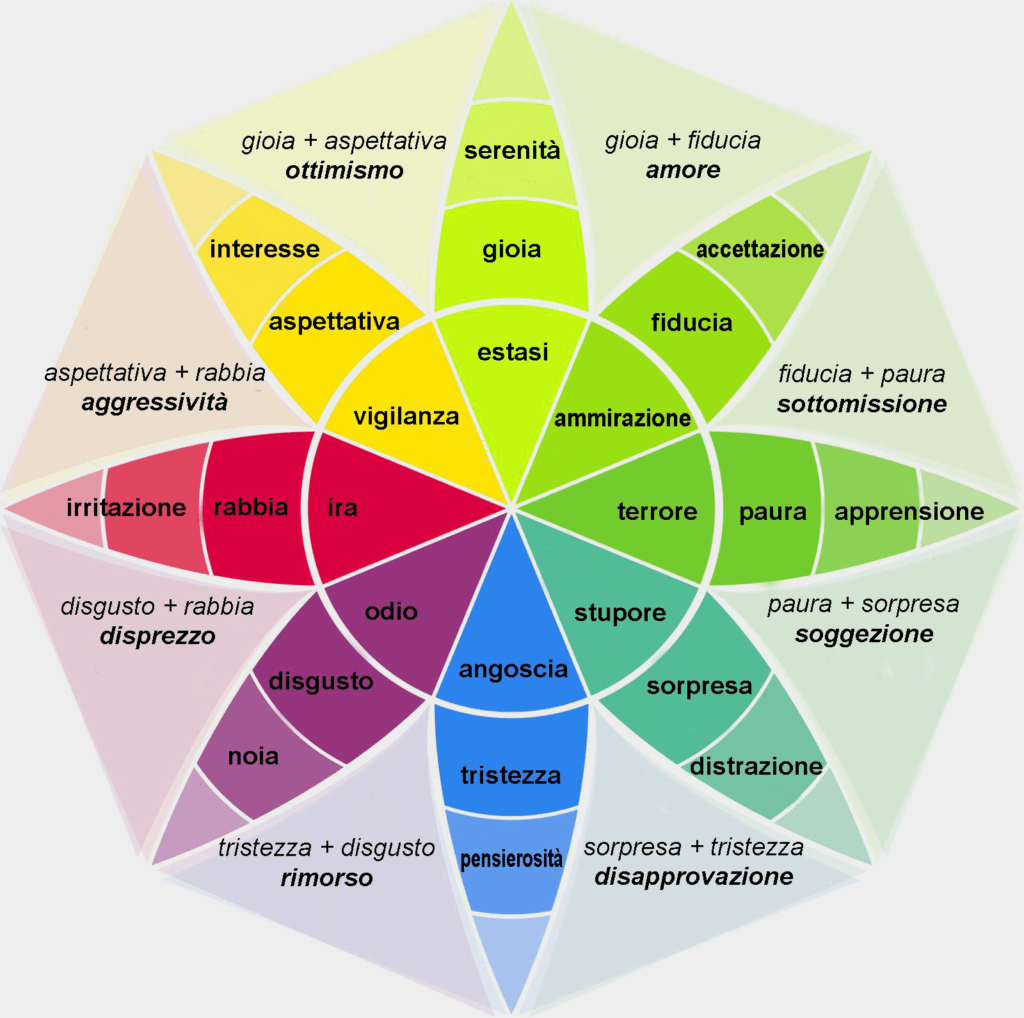 gioia + aspettativa
ottimismo
serenità
gioia + fiducia
amore
interesse
gioia
accettazione
aspettativa
fiducia
estasi
aspettativa + rabbia
aggressività
vigilanza
ammirazione
fiducia + paura
sottomissione
irritazione
rabbia
ira
terrore
paura
apprensione
disgusto + rabbia
disprezzo
odio
stupore
paura + sorpresa
soggezione
disgusto
angoscia
sorpresa
noia
tristezza
distrazione
tristezza + disgusto
rimorso
pensierosità
sorpresa + tristezza
disapprovazione